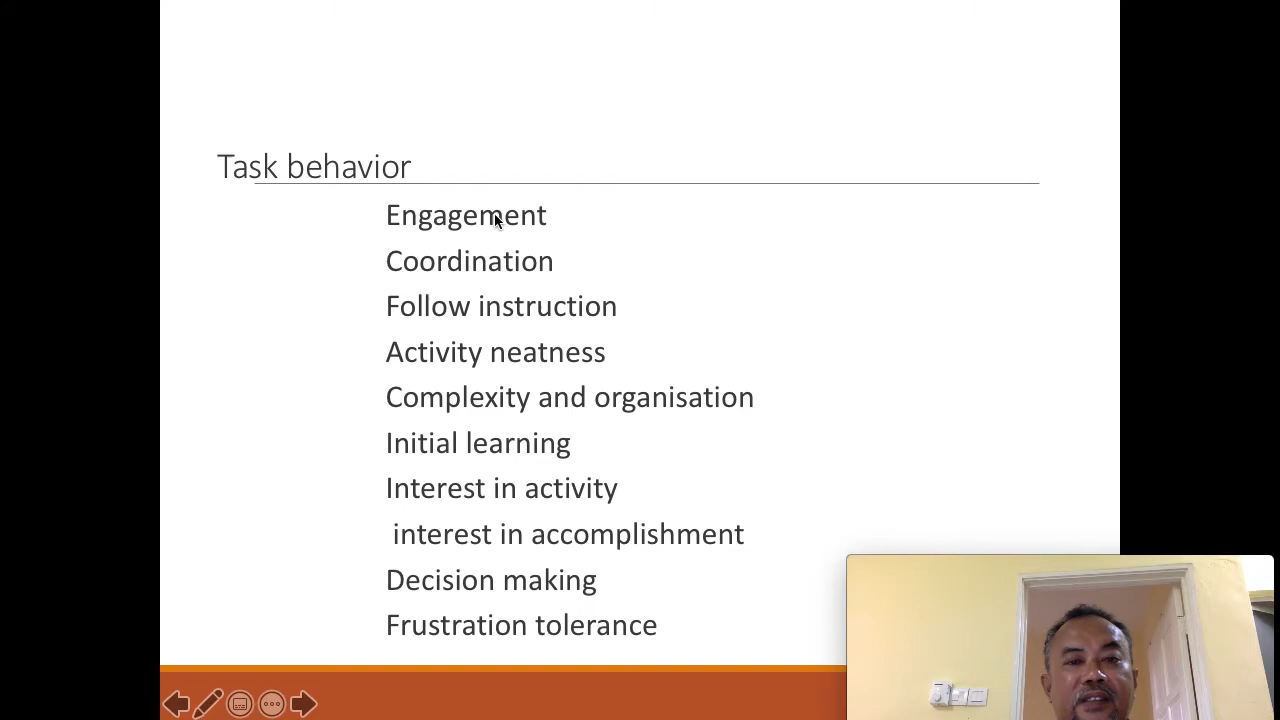 Task behavior
Engagement
Coordination
Follow instruction
Activity neatness
Complexity and organisation
Initial learning
Interest in activity
interest in accomplishment
Decision making
Frustration tolerance